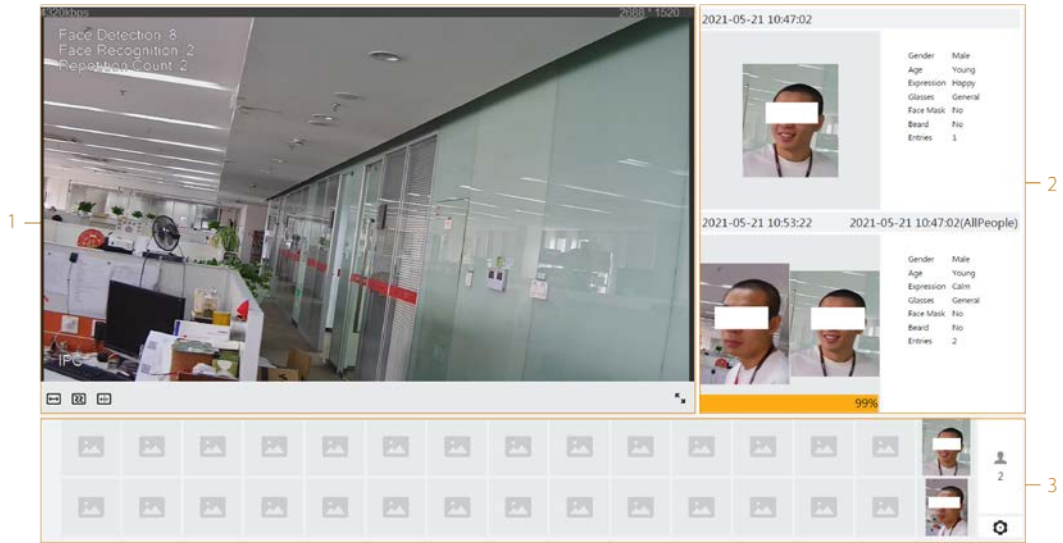 4320kbps
2688*1520
Face Detection 8
Face Recognition 2
Repetition Count 2
IPC
1
2021-05-21 10:47:02
Gender Male
Age Young
Expression Happy
Glasses General
Face Mask No
Beard No
Entries 1
2
2021-05-21 10:53:22 2021-05-21 10:47:02(AllPeople)
Gender Male
Age Young
Expression Calm
Glasses General
Face Mask No
Beard No
Entries 2
99%
2
3